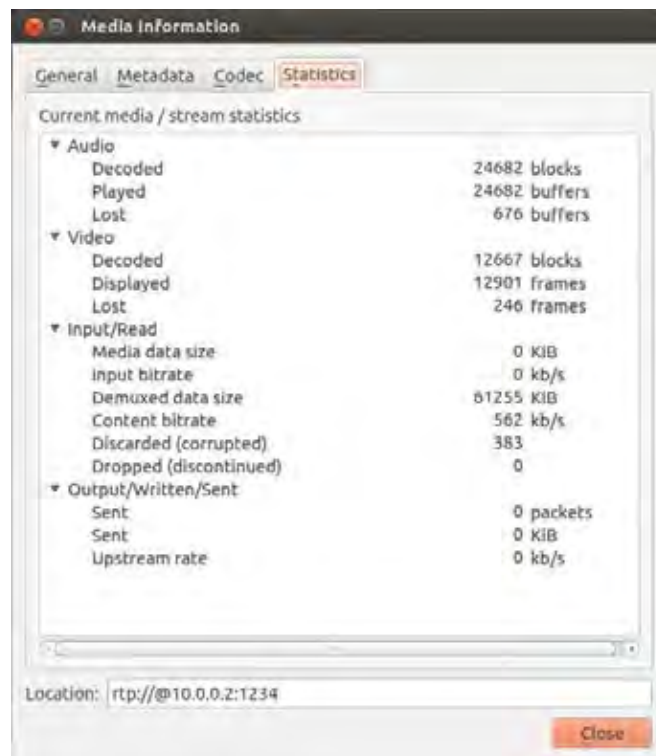 Media Information
General Metadata Codec Statistics
Current media / stream statistics
Audio
Decoded 24682 blocks
Played 24682 buffers
Lost 676 buffers
Video
Decoded 12667 blocks
Displayed 12901 frames
Lost 246 frames
Input/Read
Media data size 0 KiB
Input bitrate 0 kb/s
Demuxed data size 61255 KiB
Content bitrate 562 kb/s
Discarded (corrupted) 383
Dropped (discontinued) 0
Output/Written/Sent
Sent 0 packets
Sent 0 KiB
Upstream rate 0 kb/s
Location: rtp://@10.0.0.2:1234
Close